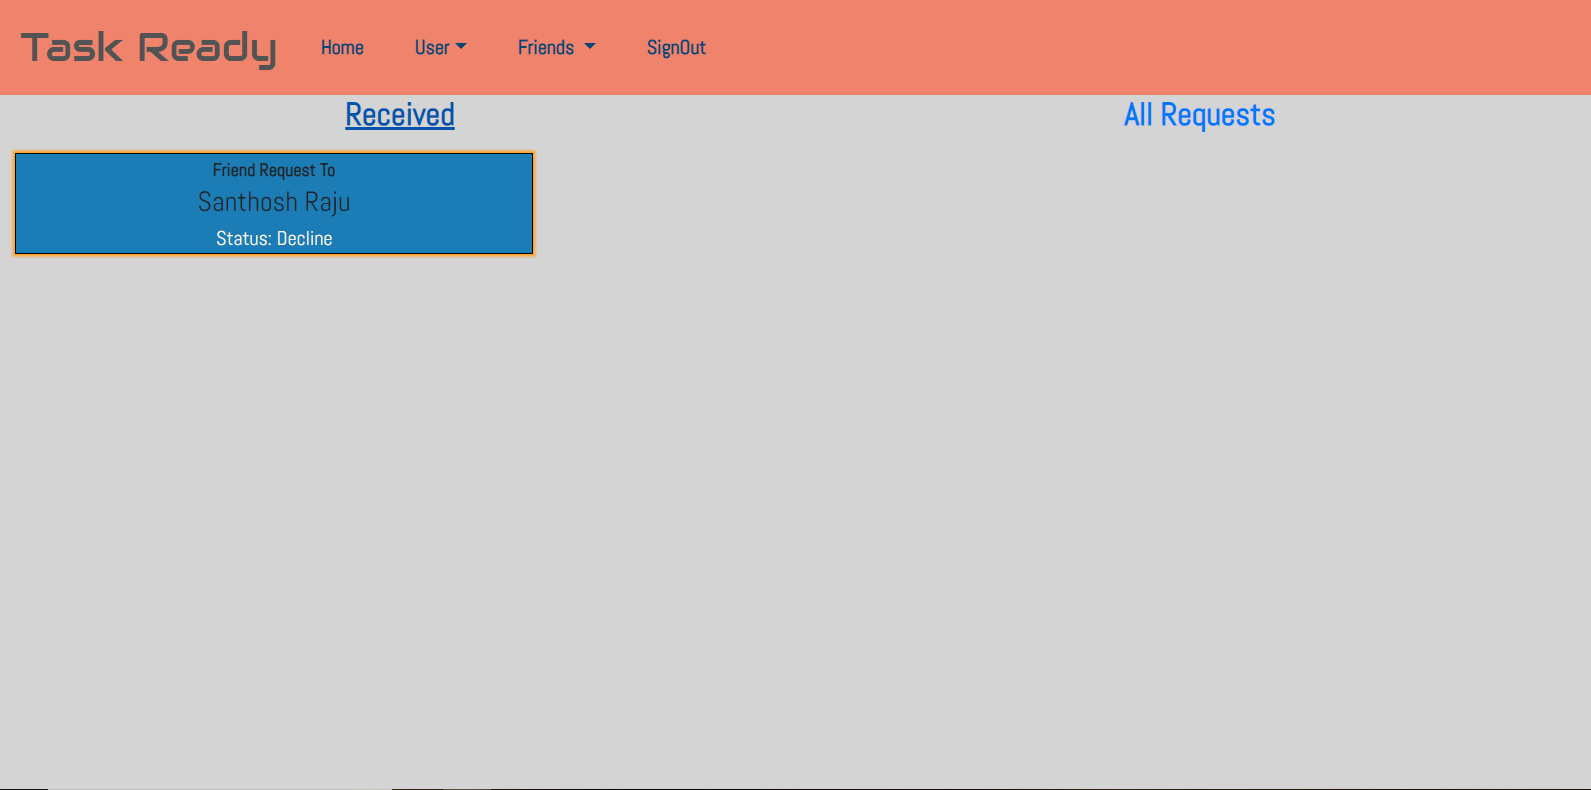 Task Ready Home User Friends SignOut
Received All Requests
Friend Request To
Santhosh Raju
Status: Decline